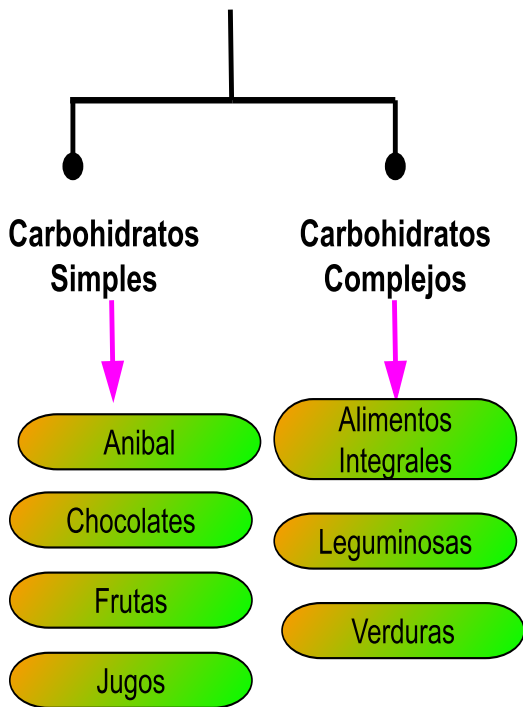 Carbohidratos
Simples
Anibal
Chocolates
Frutas
Jugos
Carbohidratos
Complejos
Alimentos
Integrales
Leguminosas
Verduras